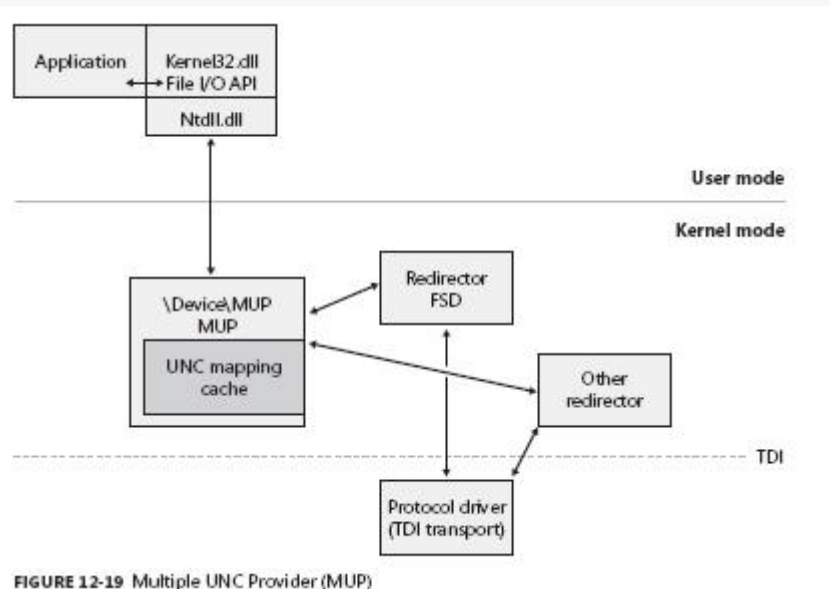 Application
Kernel32.dll
File I/O API
Ntdll.dll
User mode
Kernel mode
\Device\MUP
MUP
UNC mapping
cache
Redirector
FSD
Other
redirector
TDI
Protocol driver
(TDI transport)
FIGURE 12-19 Multiple UNC Provider (MUP)